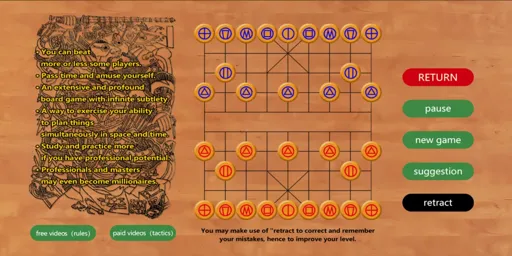 • You can beat
more or less some players.
• Pass time and amuse yourself.
• An extensive and profound
board game with infinite subtlety
• A way to exercise your ability
to plan things
simultaneously in space and time
• Study and practice more
if you have professional potential.
• Professionals and masters
may even become millionaires.
free videos (rules)
paid videos (tactics)
You may make use of "retract to correct and remember
your mistakes, hence to improve your level.
RETURN
pause
new game
suggestion
retract